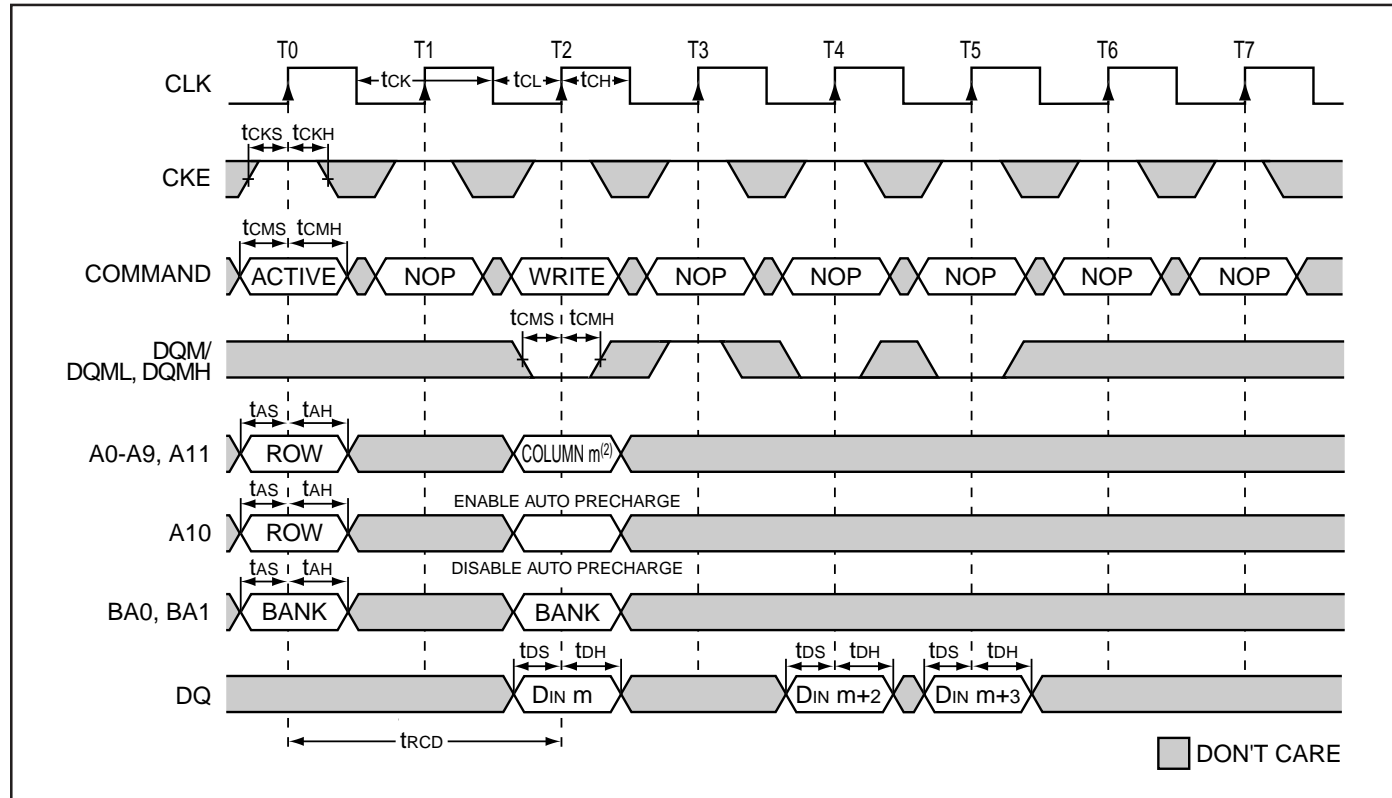 T0 T1 T2 T3 T4 T5 T6 T7
CLK tCK tCL tCH
tCKS tCKH
CKE
tCMS tCMH
COMMAND ACTIVE NOP WRITE NOP NOP NOP NOP NOP
tCMS tCMH
DQM/
DQML, DQMH
tAS tAH
A0-A9, A11 ROW COLUMN m(2)
tAS tAH ENABLE AUTO PRECHARGE
A10 ROW
tAS tAH DISABLE AUTO PRECHARGE
BA0, BA1 BANK BANK
tDS tDH tDS tDH tDS tDH
DQ DIN m DIN m+2 DIN m+3
tRCD
DON'T CARE